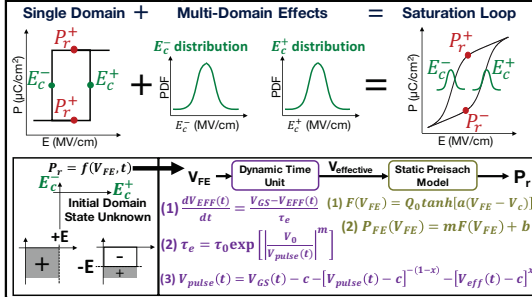 Single Domain + Multi-Domain Effects = Saturation Loop
P (µC/cm²)
P_r^+
E_c^-
E_c^+
P_r^+
E (MV/cm)
+
E_c^- distribution
PDF
E_c^- (MV/cm)
E_c^+ distribution
PDF
E_c^+ (MV/cm)
=
P (µC/cm²)
P_r^+
E_c^-
E_c^+
P_r^-
E (MV/cm)
P_r = f(V_FE, t)
E_c^-
E_c^+
Initial Domain
State Unknown
+E
+
-E
-
+
V_FE
Dynamic Time
Unit
V_effective
Static Preisach
Model
P_r
(1) dV_EFF(t)/dt = V_GS−V_EFF(t)/τ_e
(2) τ_e = τ_0 exp[|V_0/V_pulse(t)|^m]
(3) V_pulse(t) = V_GS(t) − c − [V_pulse(t) − c]^−(1−x) − [V_eff(t) − c]^x
(1) F(V_FE) = Q_0 tanh[a(V_FE − V_c)]
(2) P_FE(V_FE) = mF(V_FE) + b